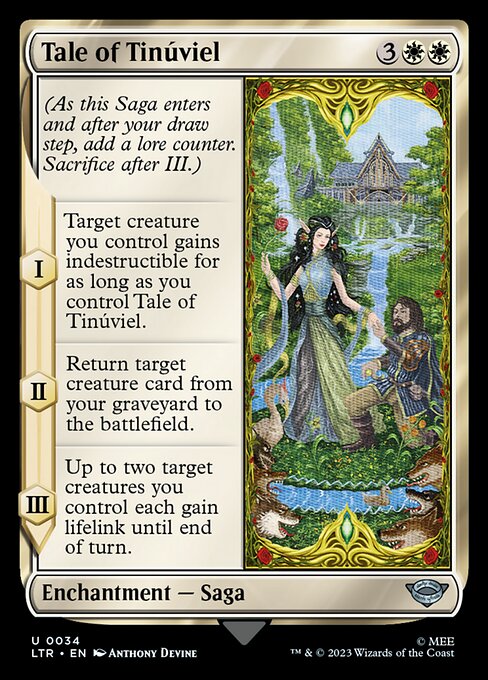 Tale of Tinúviel 3
(As this Saga enters
and after your draw
step, add a lore counter.
Sacrifice after III.)
I
Target creature
you control gains
indestructible for
as long as you
control Tale of
Tinúviel.
II
Return target
creature card from
your graveyard to
the battlefield.
III
Up to two target
creatures you
control each gain
lifelink until end
of turn.
Enchantment — Saga
U 0034
LTR • EN Anthony Devine
© MEE
™ & © 2023 Wizards of the Coast